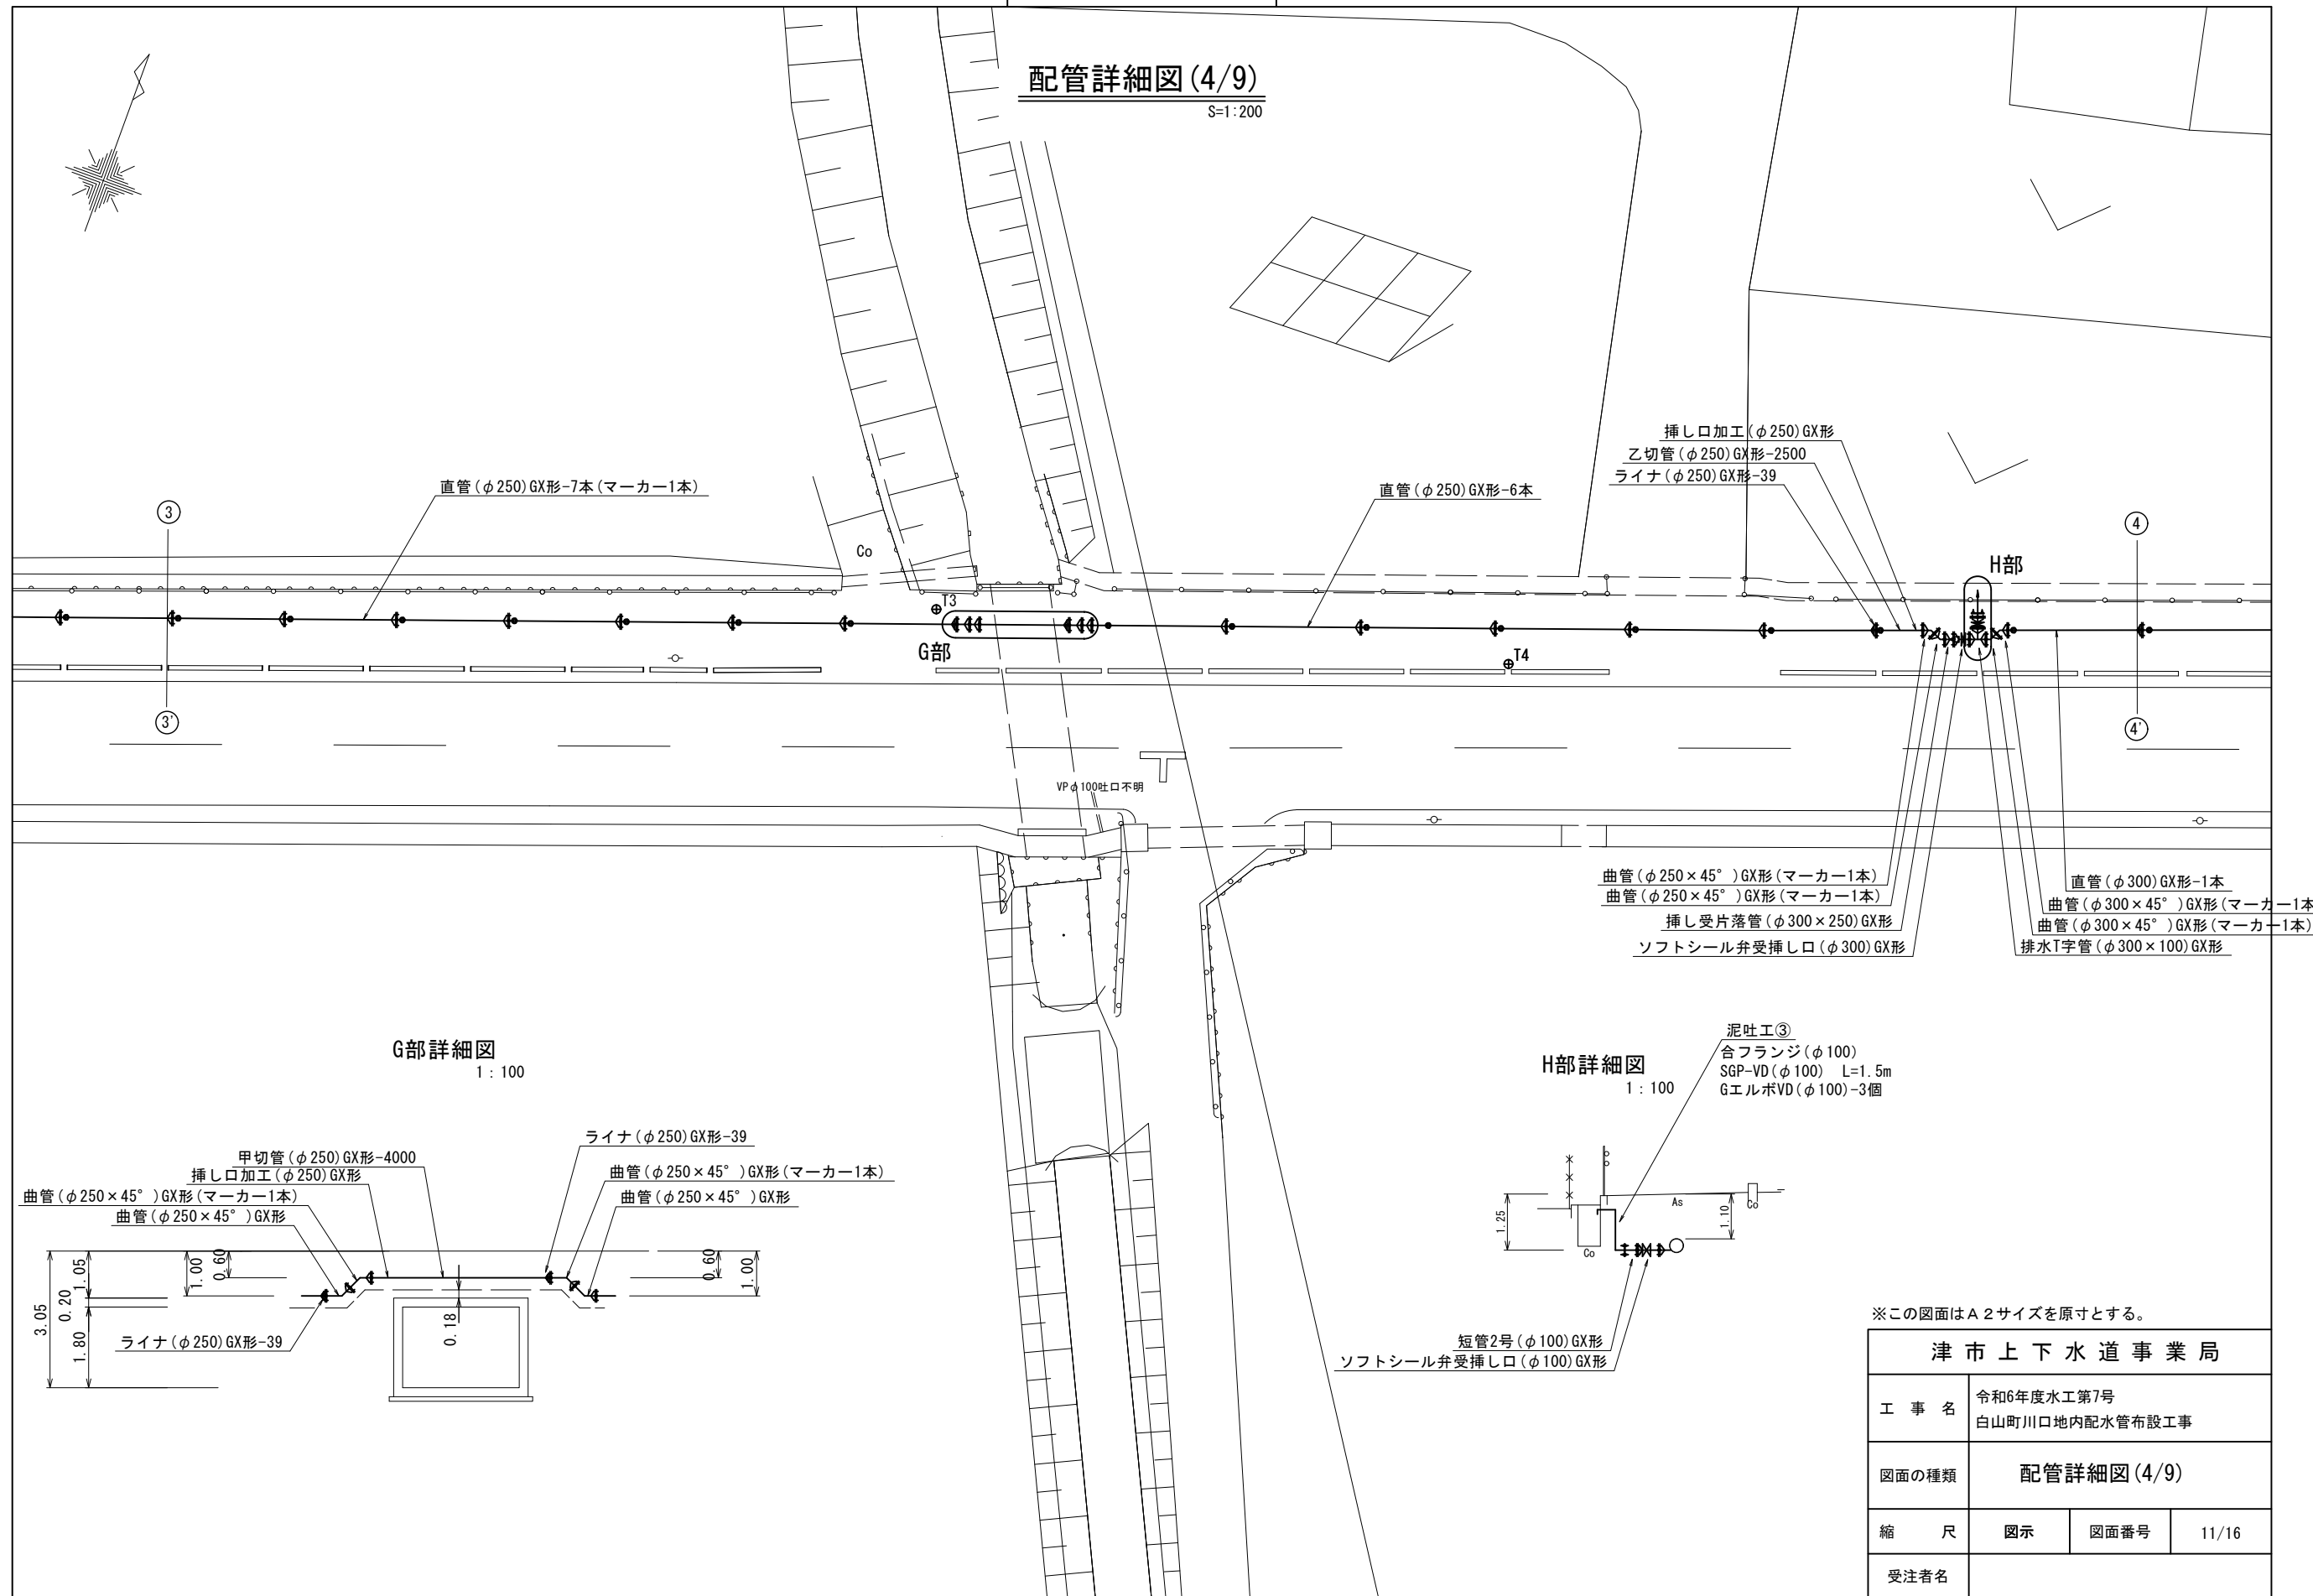 配管詳細図(4/9)
S=1:200
挿し口加工(φ250)GX形
乙切管(φ250)GX形-2500
ライナ(φ250)GX形-39
直管(φ250)GX形-7本(マーカー1本)
直管(φ250)GX形-6本
3
4
Co
H部
T3
G部
T4
3'
4'
VPφ100吐口不明
曲管(φ250×45°)GX形(マーカー1本)
曲管(φ250×45°)GX形(マーカー1本)
挿し受片落管(φ300×250)GX形
ソフトシール弁受挿し口(φ300)GX形
直管(φ300)GX形-1本
曲管(φ300×45°)GX形(マーカー1本
曲管(φ300×45°)GX形(マーカー1本)
排水T字管(φ300×100)GX形
G部詳細図
1:100
ライナ(φ250)GX形-39
甲切管(φ250)GX形-4000
挿し口加工(φ250)GX形
曲管(φ250×45°)GX形(マーカー1本)
曲管(φ250×45°)GX形(マーカー1本)
曲管(φ250×45°)GX形
曲管(φ250×45°)GX形
3.05
1.05
0.20
1.80
1.00
0.60
0.18
0.60
1.00
ライナ(φ250)GX形-39
H部詳細図
1:100
泥吐工③
合フランジ(φ100)
SGP-VD(φ100) L=1.5m
GエルボVD(φ100)-3個
1.25
As
1.10
Co
Co
短管2号(φ100)GX形
ソフトシール弁受挿し口(φ100)GX形
※この図面はA2サイズを原寸とする。
津市上下水道事業局
工事名
令和6年度水工第7号
白山町川口地内配水管布設工事
図面の種類
配管詳細図(4/9)
縮尺
図示
図面番号
11/16
受注者名